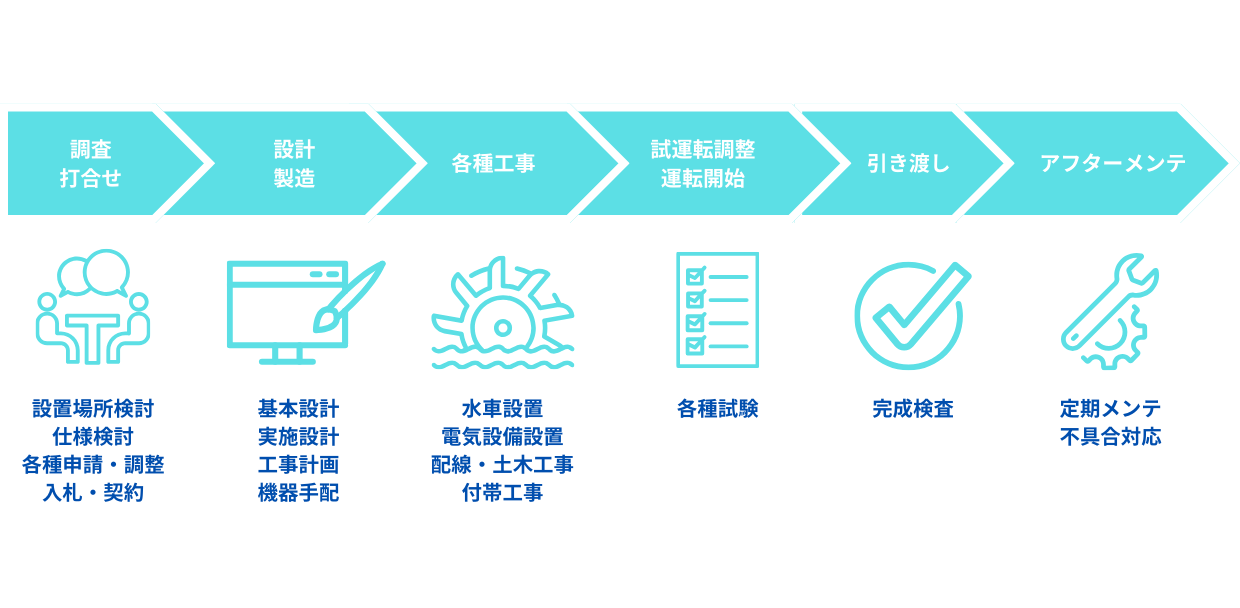 調査
打合せ
設計
製造
各種工事
試運転調整
運転開始
引き渡し
アフターメンテ
設置場所検討
仕様検討
各種申請・調整
入札・契約
基本設計
実施設計
工事計画
機器手配
水車設置
電気設備設置
配線・土木工事
付帯工事
各種試験
完成検査
定期メンテ
不具合対応